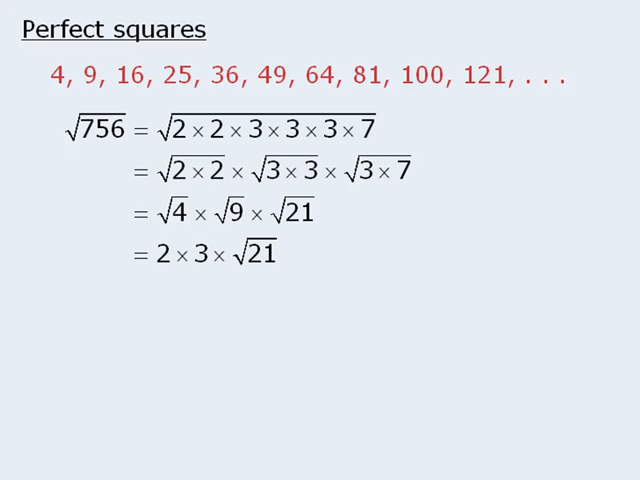 Perfect squares
4, 9, 16, 25, 36, 49, 64, 81, 100, 121, . . .
√756 = √2 × 2 × 3 × 3 × 3 × 7
= √2 × 2 × √3 × 3 × √3 × 7
= √4 × √9 × √21
= 2 × 3 × √21